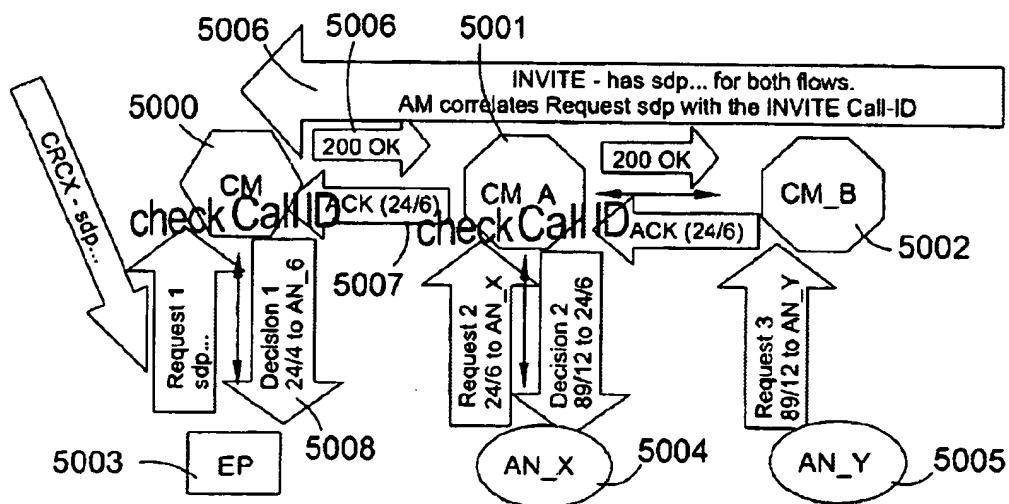 5006
5006
5001
INVITE - has sdp... for both flows.
AM correlates Request sdp with the INVITE Call-ID
5000
200 OK
200 OK
CRCX - sdp...
CM
CM_A
CM_B
check Call ID
ACK (24/6)
check Call ID
ACK (24/6)
5002
5007
Request 1
sdp...
Decision 1
24/4 to AN_6
Request 2
24/6 to AN_X
Decision 2
89/12 to 24/6
Request 3
89/12 to AN_Y
5008
5003
EP
AN_X
5004
AN_Y
5005